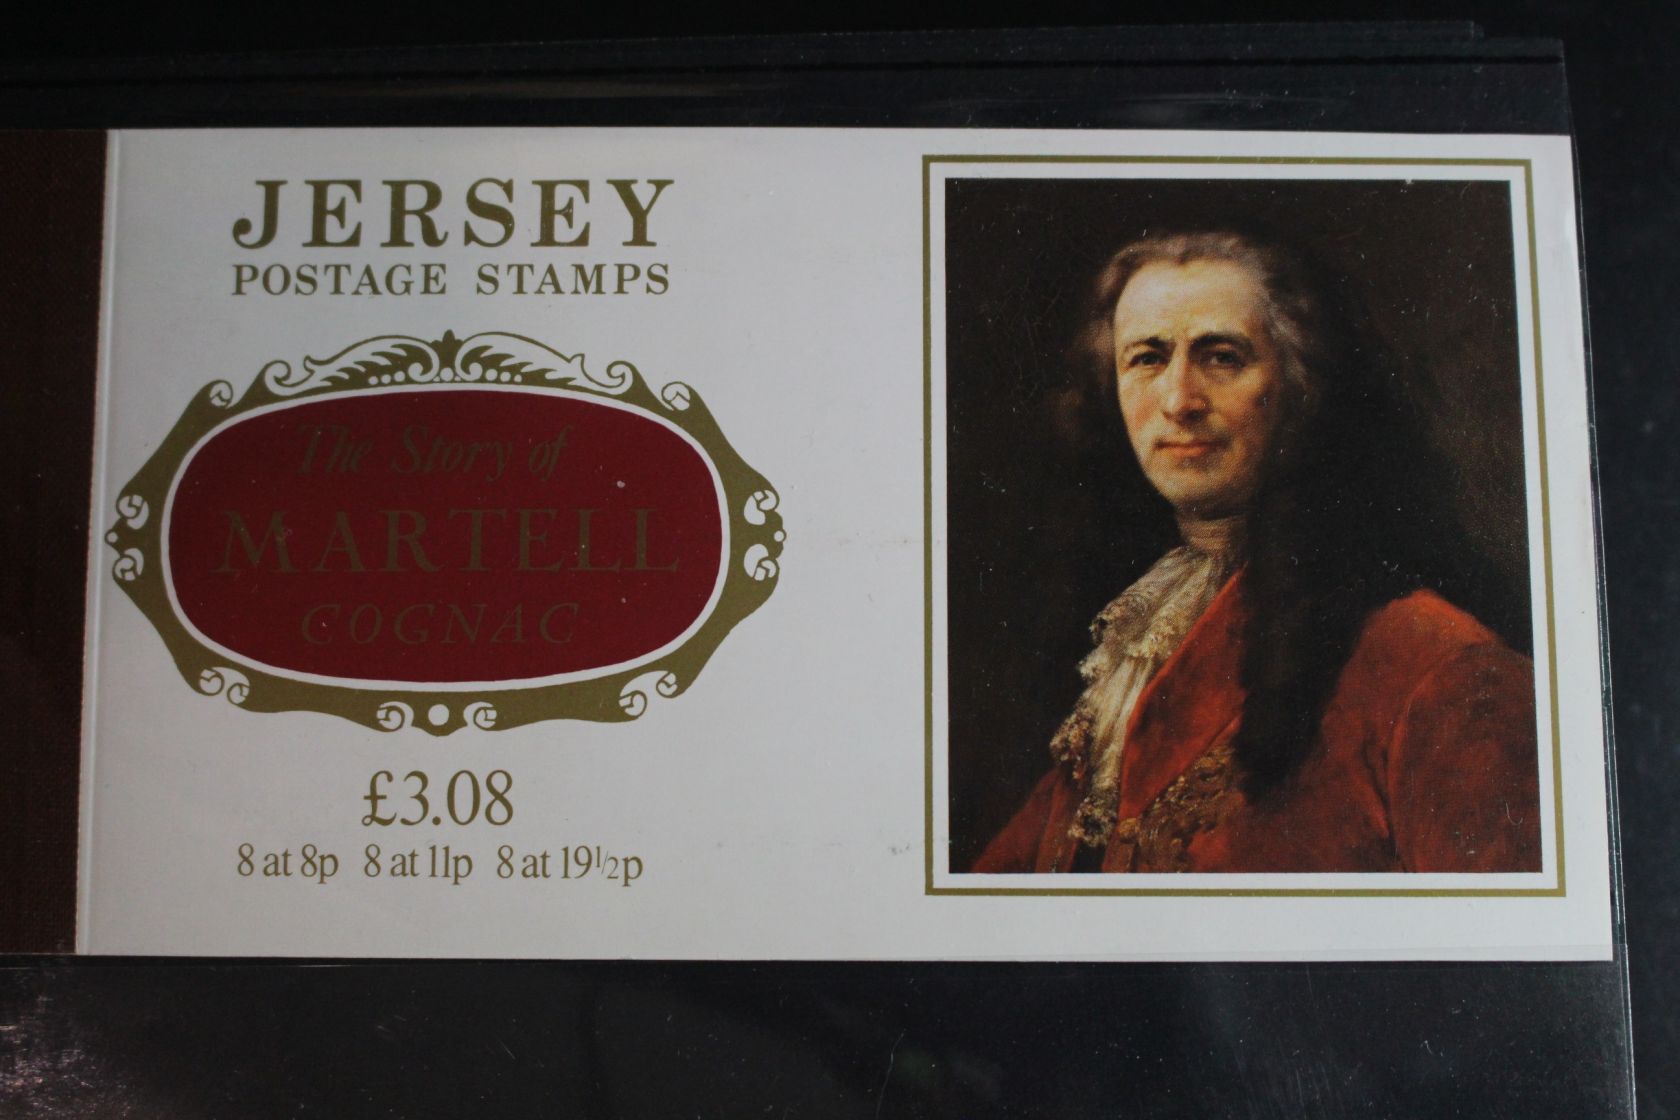 JERSEY
POSTAGE STAMPS
The Story of
MARTELL
COGNAC
£3.08
8 at 8p 8 at 11p 8 at 19½p